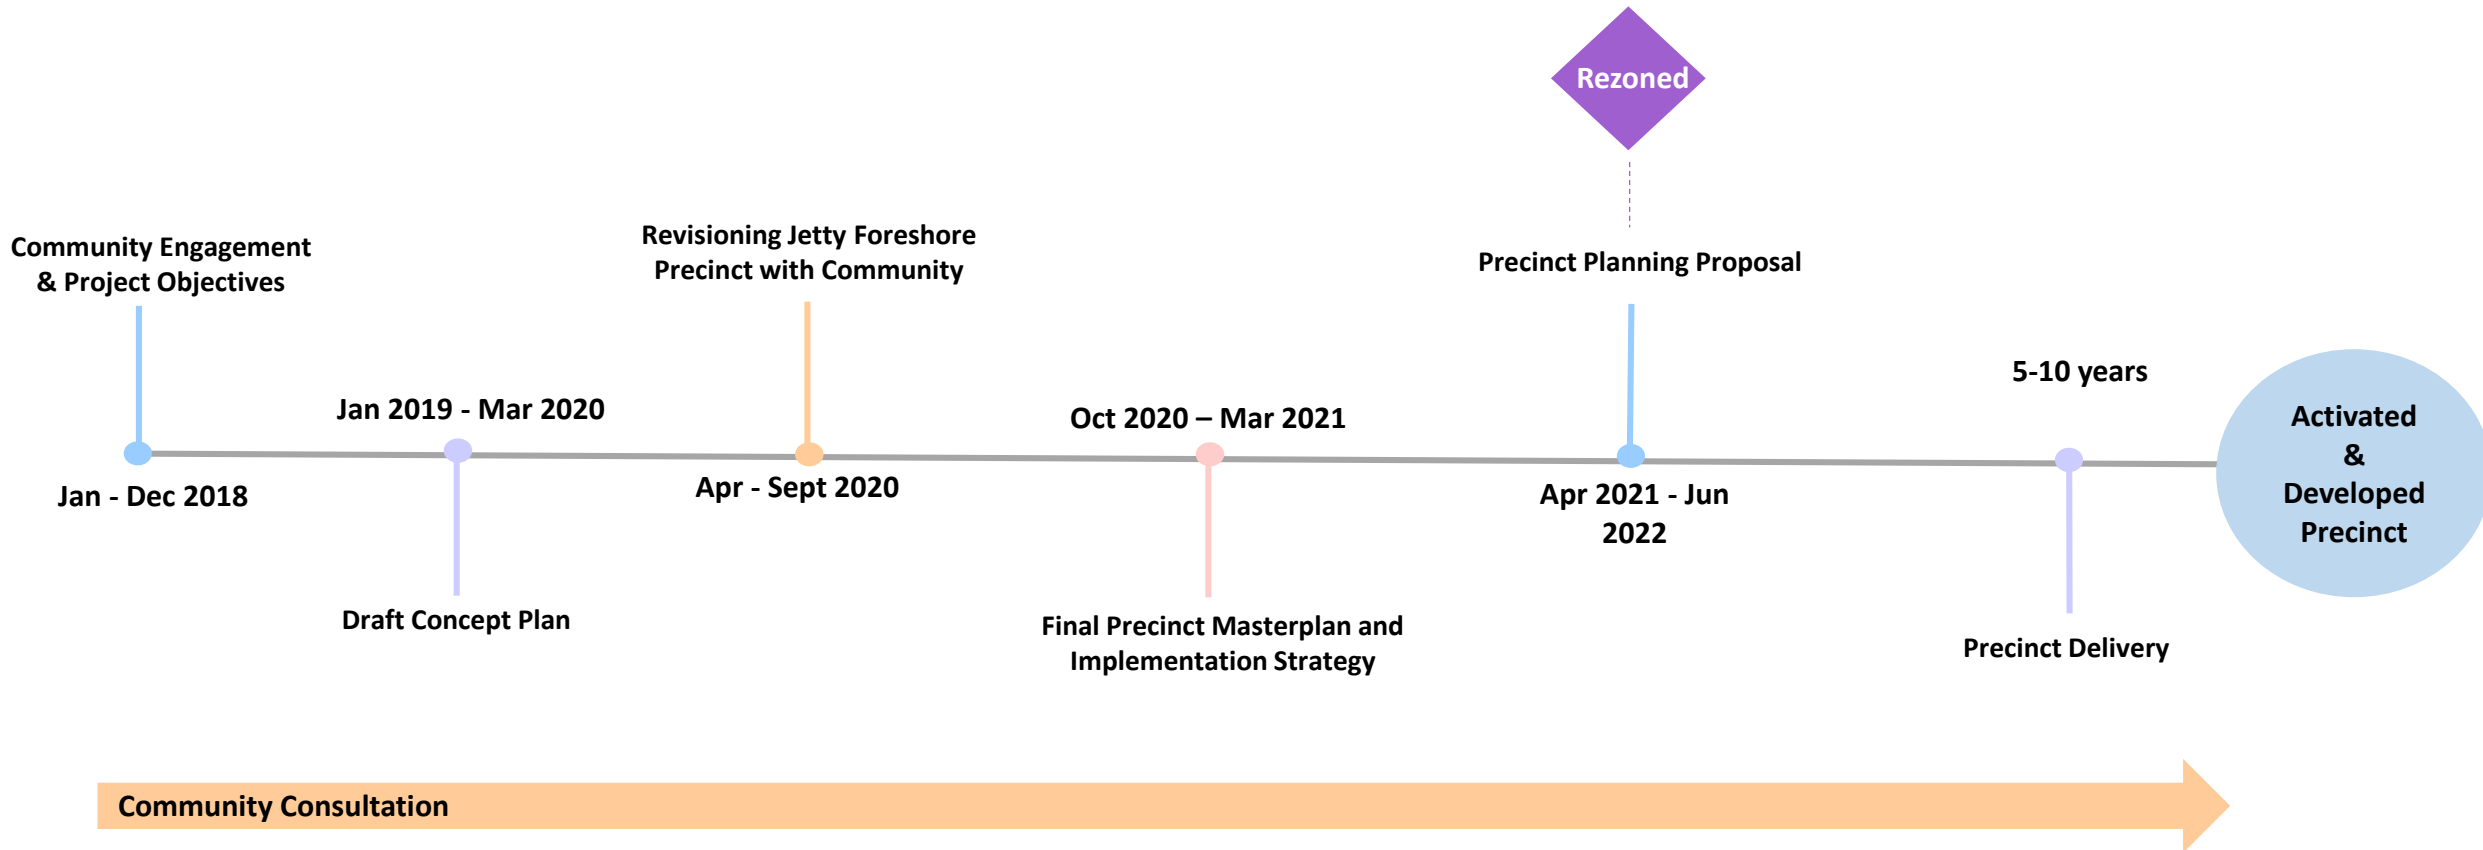 Rezoned
Community Engagement
& Project Objectives
Revisioning Jetty Foreshore
Precinct with Community
Precinct Planning Proposal
5-10 years
Jan 2019 - Mar 2020
Oct 2020 – Mar 2021
Activated
&
Developed
Precinct
Jan - Dec 2018
Apr - Sept 2020
Apr 2021 - Jun
2022
Draft Concept Plan
Final Precinct Masterplan and
Implementation Strategy
Precinct Delivery
Community Consultation